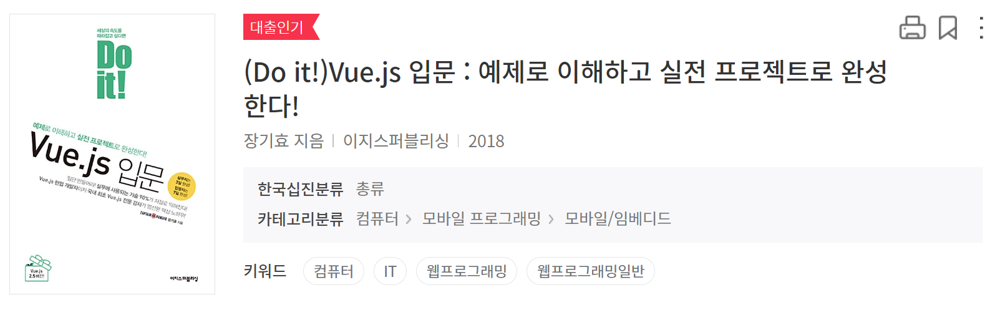 세상의 속도를
따라잡고 싶다면
Do
it!
예제로 이해하고 실전 프로젝트로 완성한다!
Vue.js 입문
실무자는
3일 완성!
입문자는
7일 완성!
일단 만들어라! 실무에 사용되는 기술 90%가 저절로 익혀진다!
Vue.js 현업 개발자이자 국내 최초 Vue.js 전문 강사가 엄선한 핵심 노하우!
장기효 지음
Vue.js
2.5 버전!
이지스퍼블리싱
대출인기
(Do it!)Vue.js 입문 : 예제로 이해하고 실전 프로젝트로 완성
한다!
장기효 지음 | 이지스퍼블리싱 | 2018
한국십진분류 총류
카테고리분류 컴퓨터 > 모바일 프로그래밍 > 모바일/임베디드
키워드 컴퓨터 IT 웹프로그래밍 웹프로그래밍일반